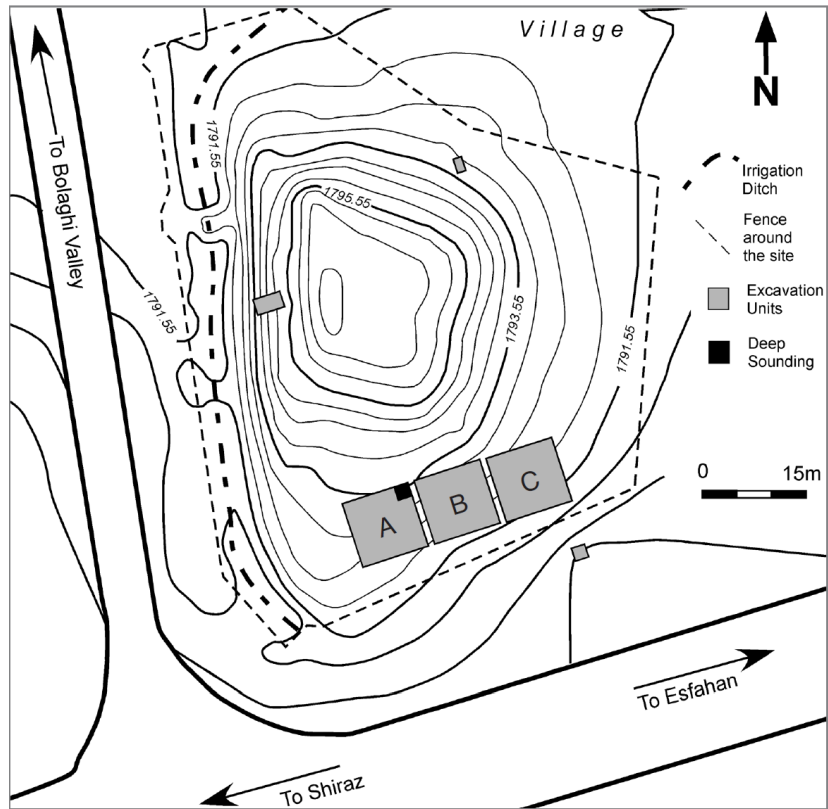 Village
N
1791.55
To Bolaghi Valley
1795.55
Irrigation
Ditch
Fence
around
the site
1791.55
1793.55
1791.55
Excavation
Units
Deep
Sounding
0 15m
A
B
C
To Esfahan
To Shiraz